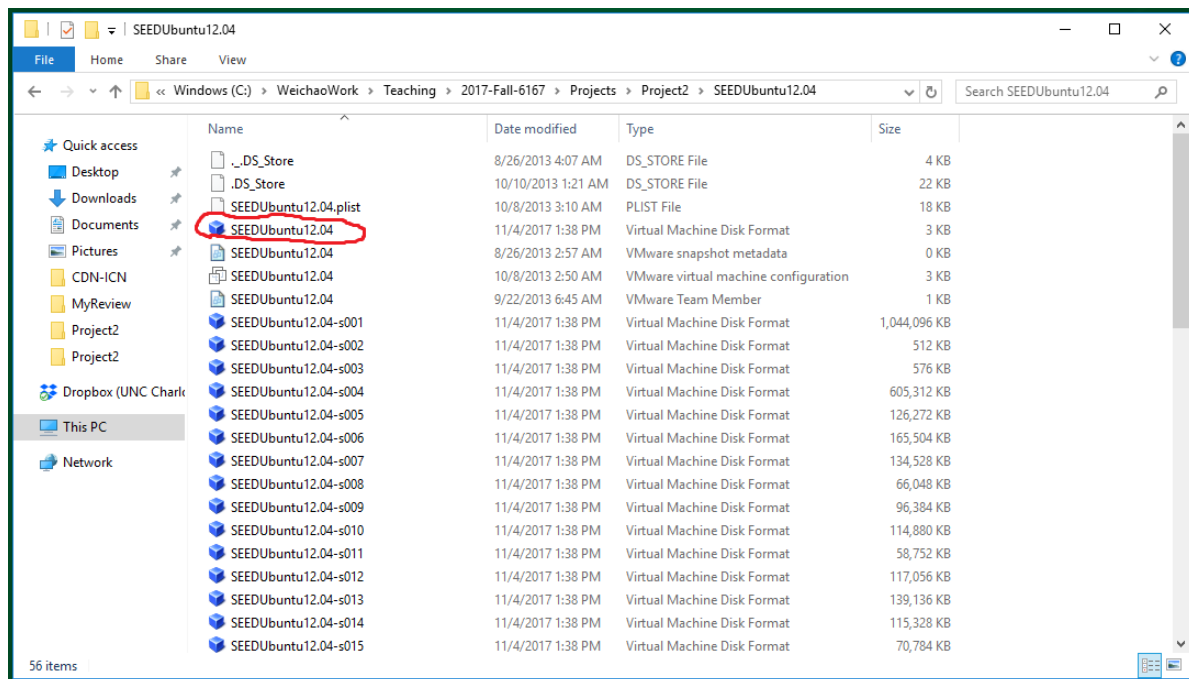 SEEDUbuntu12.04
File Home Share View
« Windows (C:) > WeichaoWork > Teaching > 2017-Fall-6167 > Projects > Project2 > SEEDUbuntu12.04 Search SEEDUbuntu12.04
Name Date modified Type Size
Quick access
Desktop
Downloads
Documents
Pictures
CDN-ICN
MyReview
Project2
Project2
Dropbox (UNC Charlo
This PC
Network
._.DS_Store 8/26/2013 4:07 AM DS_STORE File 4 KB
.DS_Store 10/10/2013 1:21 AM DS_STORE File 22 KB
SEEDUbuntu12.04.plist 10/8/2013 3:10 AM PLIST File 18 KB
SEEDUbuntu12.04 11/4/2017 1:38 PM Virtual Machine Disk Format 3 KB
SEEDUbuntu12.04 8/26/2013 2:57 AM VMware snapshot metadata 0 KB
SEEDUbuntu12.04 10/8/2013 2:50 AM VMware virtual machine configuration 3 KB
SEEDUbuntu12.04 9/22/2013 6:45 AM VMware Team Member 1 KB
SEEDUbuntu12.04-s001 11/4/2017 1:38 PM Virtual Machine Disk Format 1,044,096 KB
SEEDUbuntu12.04-s002 11/4/2017 1:38 PM Virtual Machine Disk Format 512 KB
SEEDUbuntu12.04-s003 11/4/2017 1:38 PM Virtual Machine Disk Format 576 KB
SEEDUbuntu12.04-s004 11/4/2017 1:38 PM Virtual Machine Disk Format 605,312 KB
SEEDUbuntu12.04-s005 11/4/2017 1:38 PM Virtual Machine Disk Format 126,272 KB
SEEDUbuntu12.04-s006 11/4/2017 1:38 PM Virtual Machine Disk Format 165,504 KB
SEEDUbuntu12.04-s007 11/4/2017 1:38 PM Virtual Machine Disk Format 134,528 KB
SEEDUbuntu12.04-s008 11/4/2017 1:38 PM Virtual Machine Disk Format 66,048 KB
SEEDUbuntu12.04-s009 11/4/2017 1:38 PM Virtual Machine Disk Format 96,384 KB
SEEDUbuntu12.04-s010 11/4/2017 1:38 PM Virtual Machine Disk Format 114,880 KB
SEEDUbuntu12.04-s011 11/4/2017 1:38 PM Virtual Machine Disk Format 58,752 KB
SEEDUbuntu12.04-s012 11/4/2017 1:38 PM Virtual Machine Disk Format 117,056 KB
SEEDUbuntu12.04-s013 11/4/2017 1:38 PM Virtual Machine Disk Format 139,136 KB
SEEDUbuntu12.04-s014 11/4/2017 1:38 PM Virtual Machine Disk Format 115,328 KB
SEEDUbuntu12.04-s015 11/4/2017 1:38 PM Virtual Machine Disk Format 70,784 KB
56 items